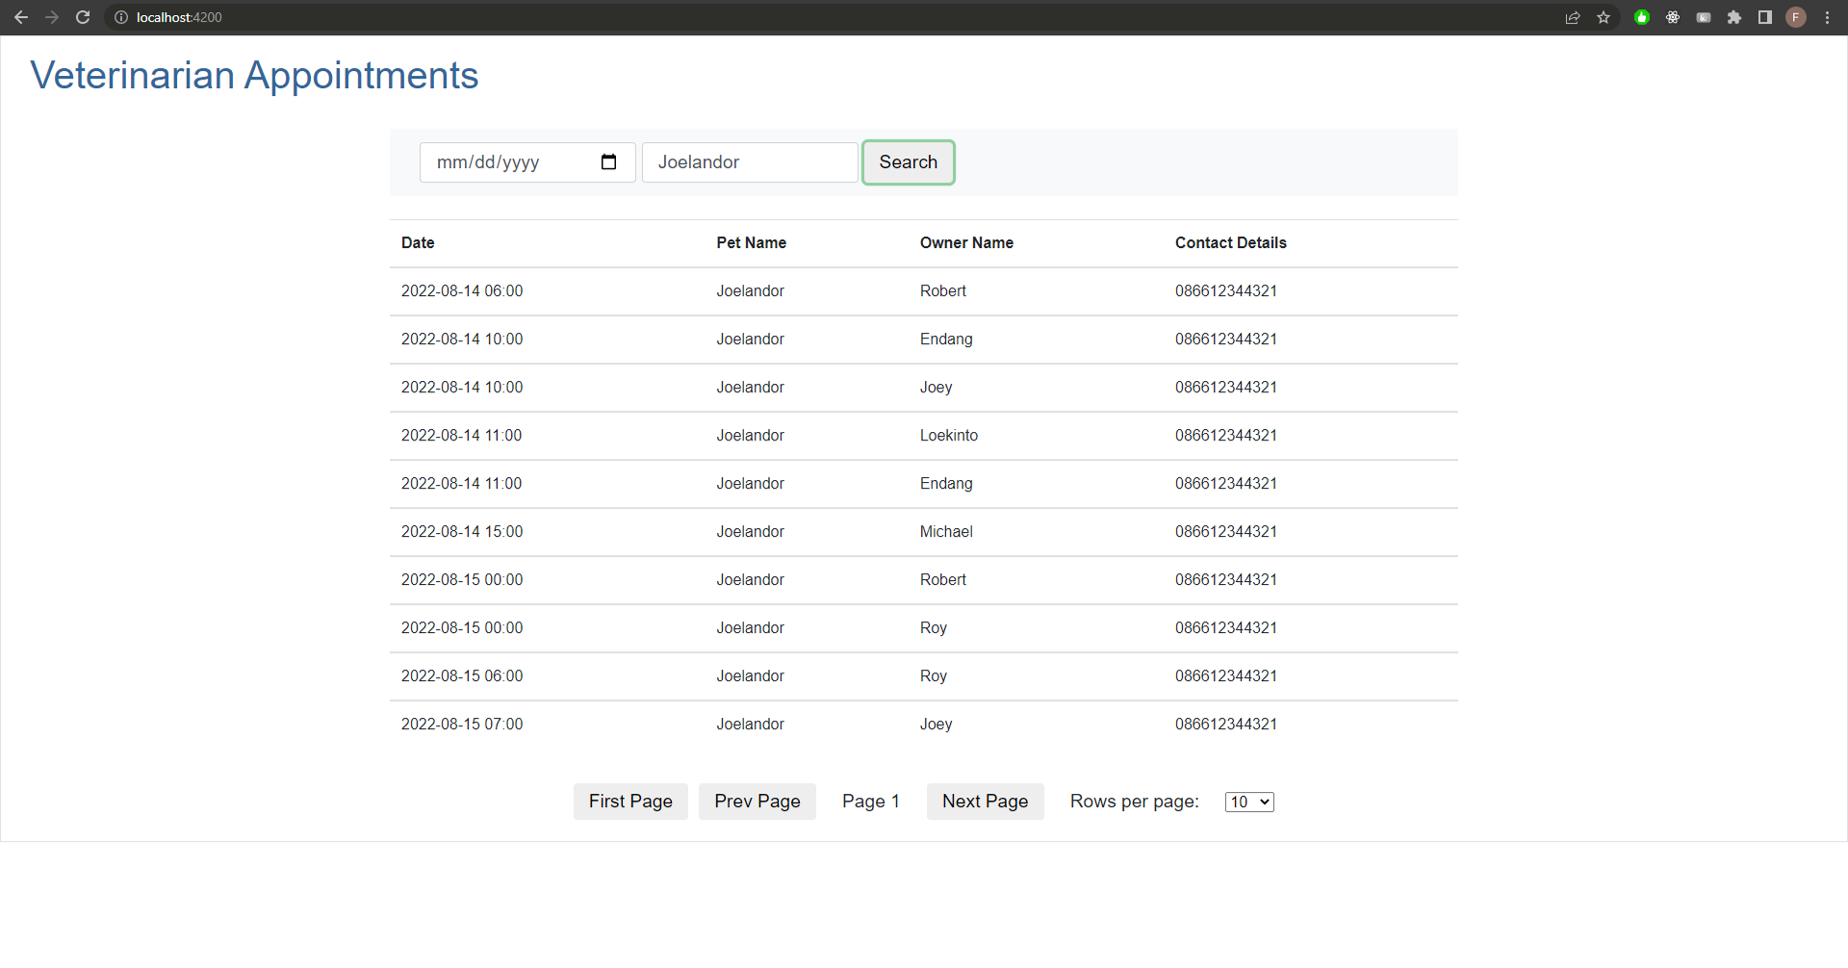 localhost:4200
F
Veterinarian Appointments
mm/dd/yyyy Joelandor Search
Date Pet Name Owner Name Contact Details
2022-08-14 06:00 Joelandor Robert 086612344321
2022-08-14 10:00 Joelandor Endang 086612344321
2022-08-14 10:00 Joelandor Joey 086612344321
2022-08-14 11:00 Joelandor Loekinto 086612344321
2022-08-14 11:00 Joelandor Endang 086612344321
2022-08-14 15:00 Joelandor Michael 086612344321
2022-08-15 00:00 Joelandor Robert 086612344321
2022-08-15 00:00 Joelandor Roy 086612344321
2022-08-15 06:00 Joelandor Roy 086612344321
2022-08-15 07:00 Joelandor Joey 086612344321
First Page Prev Page Page 1 Next Page Rows per page: 10